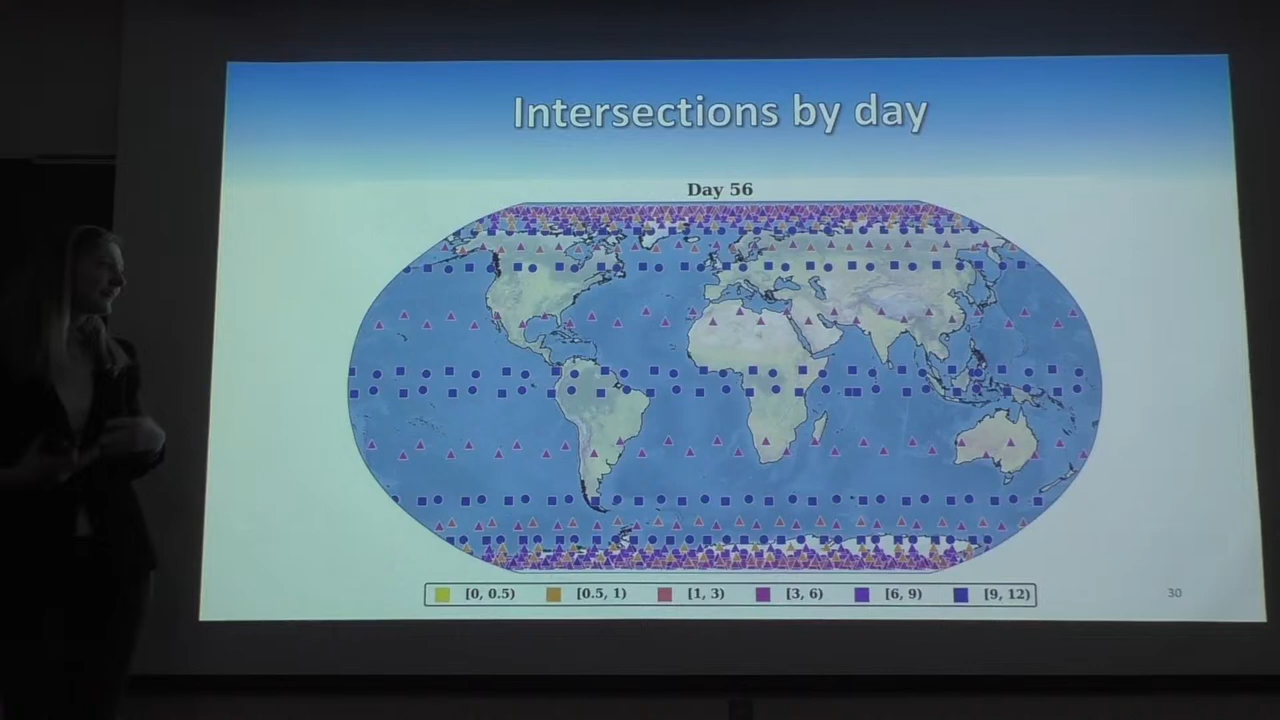 Intersections by day
Day 56
[0, 0.5) [0.5, 1) [1, 3) [3, 6) [6, 9) [9, 12)
30